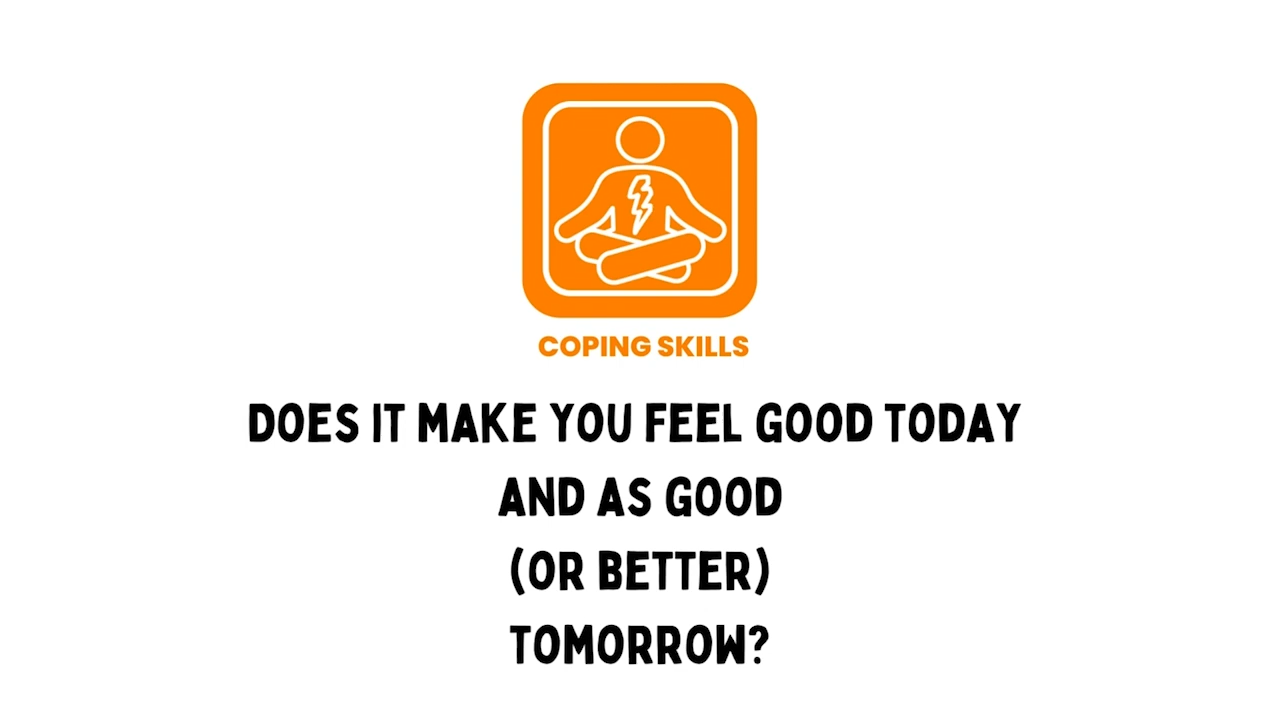 COPING SKILLS
DOES IT MAKE YOU FEEL GOOD TODAY
AND AS GOOD
(OR BETTER)
TOMORROW?